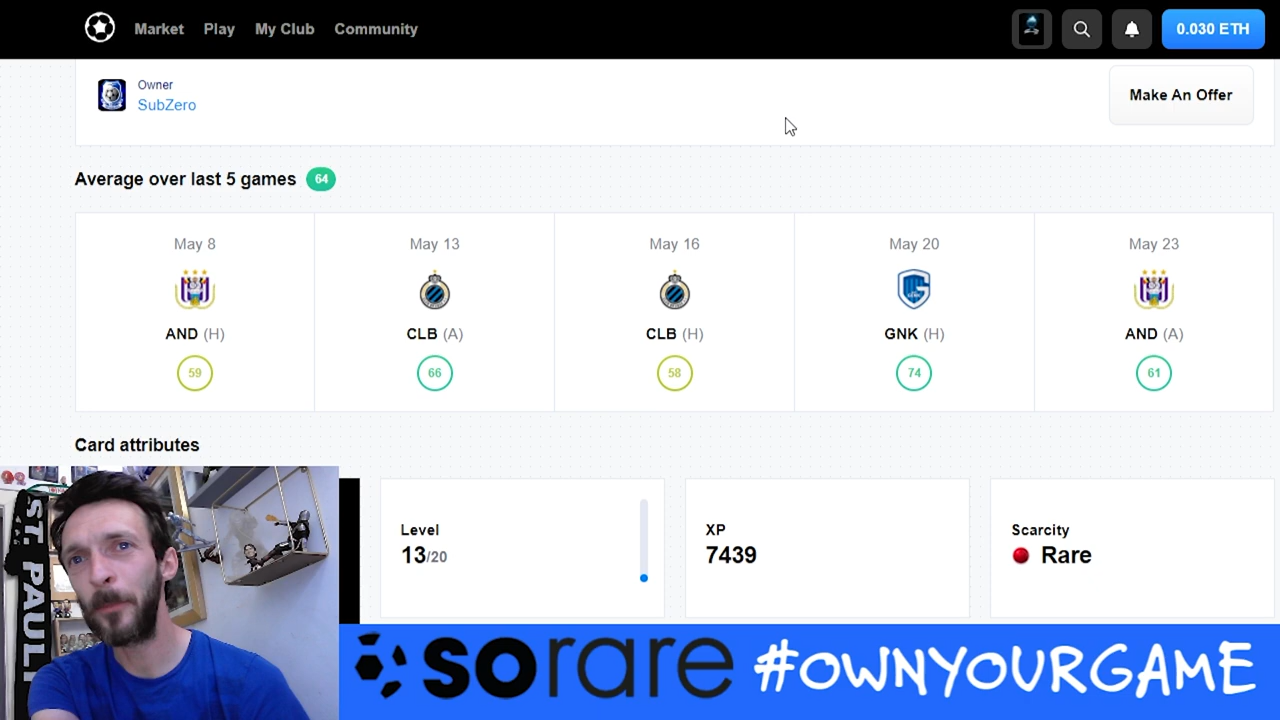 Market Play My Club Community
0.030 ETH
Owner
SubZero
Make An Offer
Average over last 5 games 64
May 8 May 13 May 16 May 20 May 23
AND (H) CLB (A) CLB (H) GNK (H) AND (A)
59 66 58 74 61
Card attributes
Level XP Scarcity
13/20 7439 Rare
ST. PAULI
sorare #OWNYOURGAME